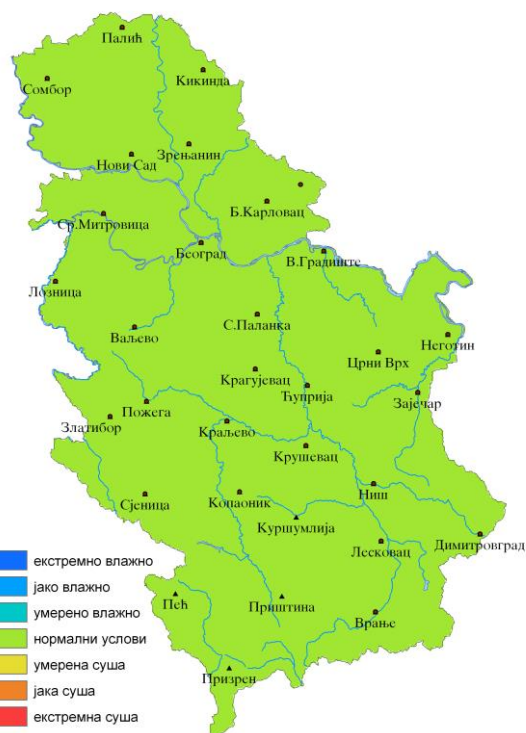 Палић
Кикинда
Сомбор
Зрењанин
Нови Сад
Б.Карловац
Ср.Митровица
Београд
В.Градиште
Лозница
С.Паланка
Ваљево
Неготин
Црни Врх
Крагујевац
Ћуприја
Зајечар
Пожега
Златибор
Краљево
Крушевац
Ниш
Сјеница
Копаоник
Куршумлија
Димитровград
Лесковац
Пећ
Приштина
Врање
Призрен
екстремно влажно
јако влажно
умерено влажно
нормални услови
умерена суша
јака суша
екстремна суша